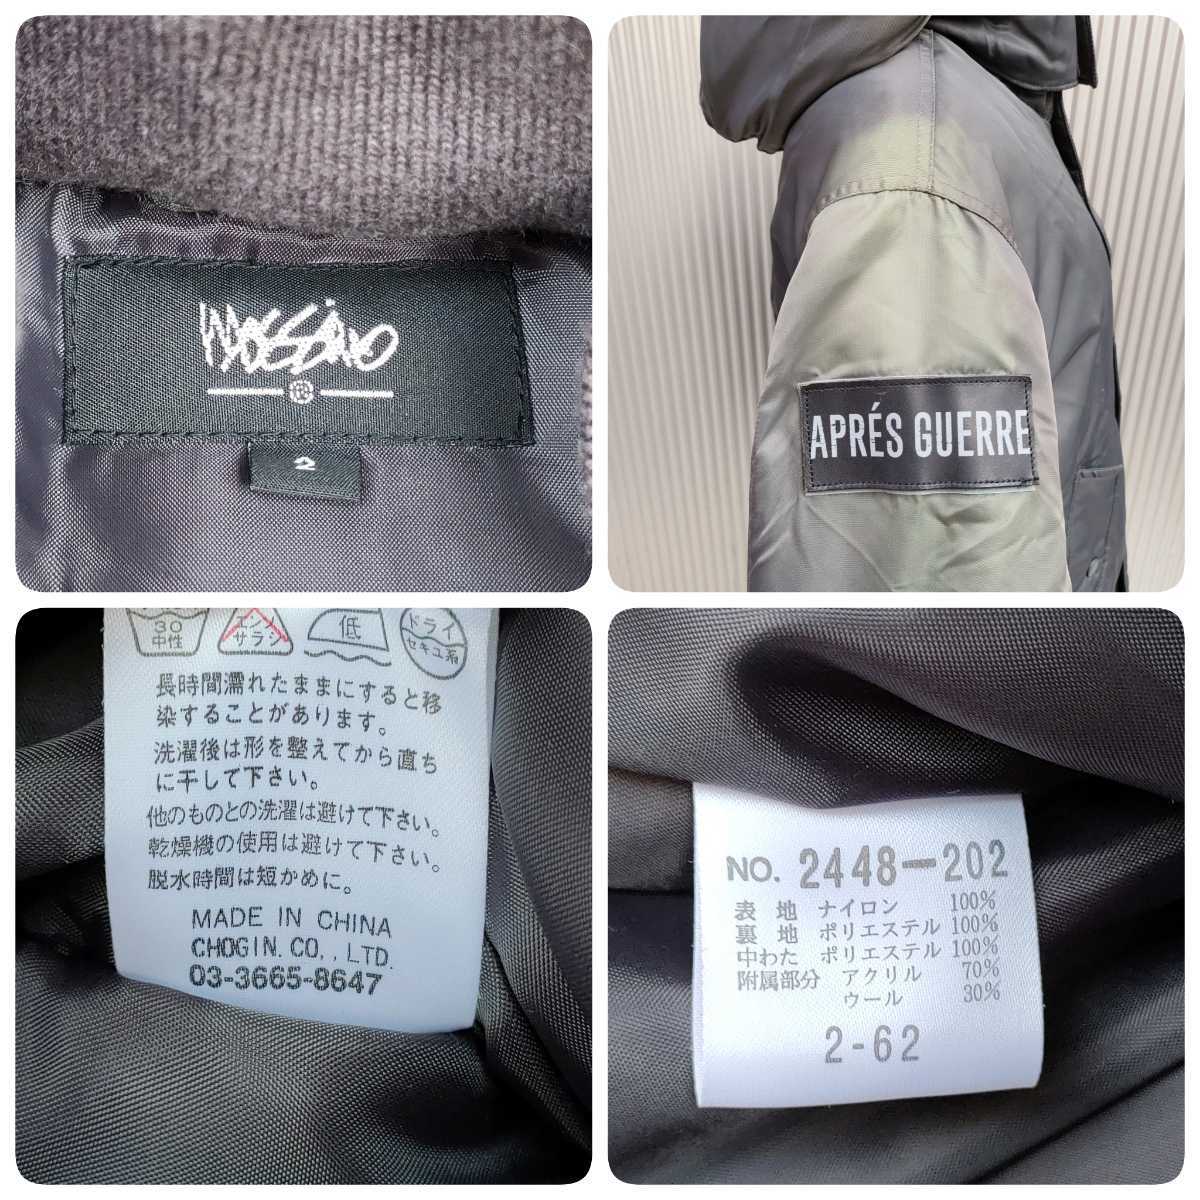 mossimo
R
2
APRÉS GUERRE
30
中性
エンソ
サラシ
低
ドライ
セキユ系
長時間濡れたままにすると移
染することがあります。
洗濯後は形を整えてから直ち
に干して下さい。
他のものとの洗濯は避けて下さい。
乾燥機の使用は避けて下さい。
脱水時間は短かめに。
MADE IN CHINA
CHOGIN. CO., LTD.
03-3665-8647
NO. 2448-202
表 地 ナイロン 100%
裏 地 ポリエステル 100%
中わた ポリエステル 100%
附属部分 アクリル 70%
ウール 30%
2-62